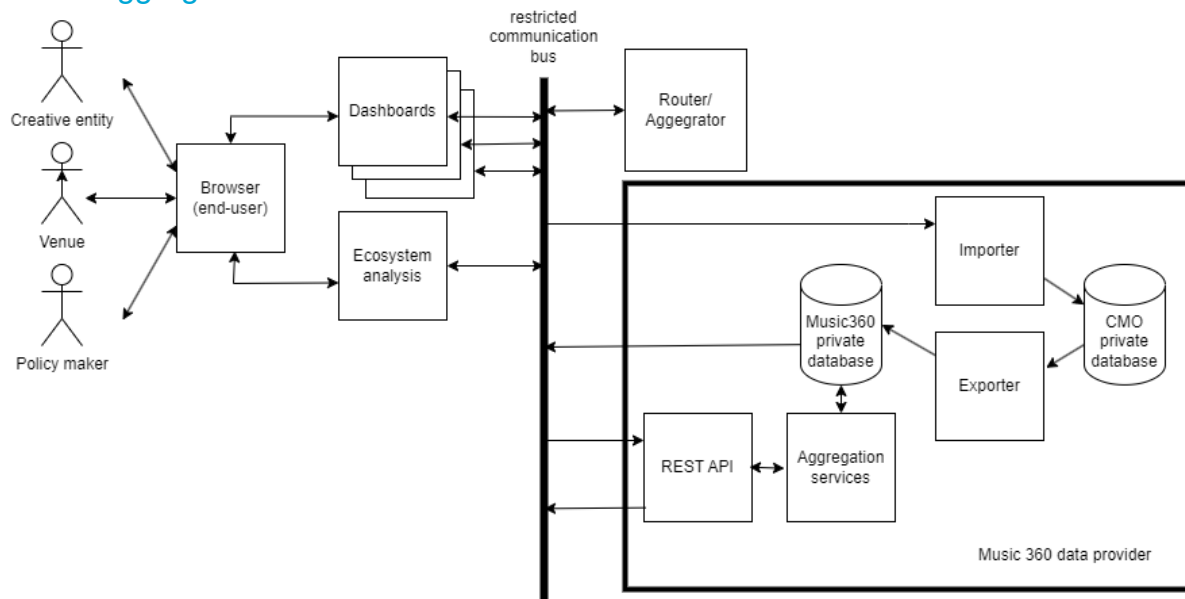 restricted
communication
bus
Creative entity
Dashboards
Router/
Aggegrator
Browser
(end-user)
Venue
Ecosystem
analysis
Importer
Music360
private
database
CMO
private
database
Policy maker
Exporter
REST API
Aggregation
services
Music 360 data provider